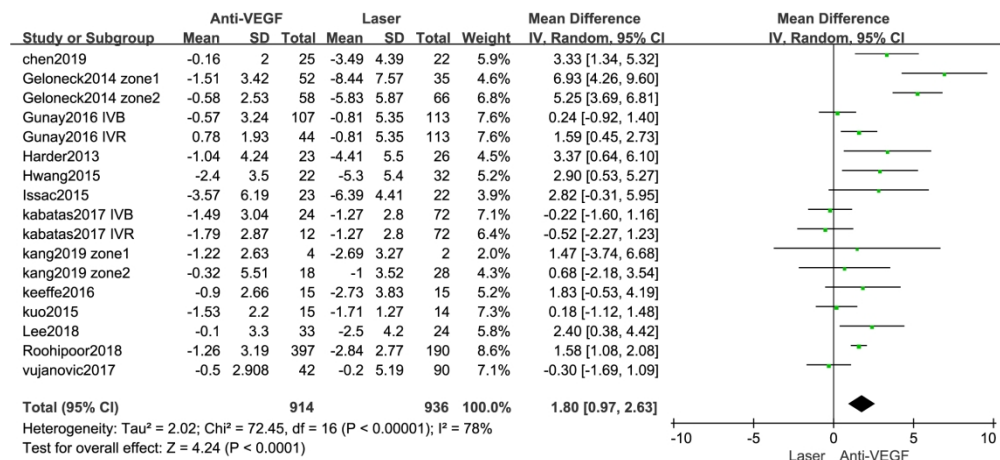 Anti-VEGF Laser Mean Difference Mean Difference
Study or Subgroup Mean SD Total Mean SD Total Weight IV, Random, 95% CI IV, Random, 95% CI
chen2019 -0.16 2 25 -3.49 4.39 22 5.9% 3.33 [1.34, 5.32]
Geloneck2014 zone1 -1.51 3.42 52 -8.44 7.57 35 4.7% 6.93 [4.26, 9.60]
Geloneck2014 zone2 -0.58 2.53 58 -5.83 5.87 66 6.8% 5.25 [3.69, 6.81]
Gunay2016 IVB -0.57 3.24 107 -0.81 5.35 113 7.6% 0.24 [-0.92, 1.40]
Gunay2016 IVR 0.78 1.93 44 -0.81 5.35 113 7.6% 1.59 [0.45, 2.73]
Harder2013 -1.04 4.24 23 -4.41 5.5 26 4.6% 3.37 [0.64, 6.10]
Hwang2015 -2.4 3.5 22 -5.3 5.4 32 5.2% 2.90 [0.53, 5.27]
Issac2015 -3.57 6.19 23 -6.39 4.41 22 3.9% 2.82 [-0.31, 5.95]
kabatas2017 IVB -1.49 3.04 24 -1.27 2.8 72 7.1% -0.22 [-1.60, 1.16]
kabatas2017 IVR -1.79 2.87 12 -1.27 2.8 72 6.4% -0.52 [-2.27, 1.23]
kang2019 zone1 -1.22 2.63 4 -2.69 3.27 2 2.0% 1.47 [-3.74, 6.68]
kang2019 zone2 -0.32 5.51 18 -1 3.52 28 4.4% 0.68 [-2.18, 3.54]
keeffe2016 -0.9 2.66 15 -2.73 3.83 15 5.2% 1.83 [-0.53, 4.19]
kuo2015 -1.53 2.2 15 -1.71 1.27 14 7.3% 0.18 [-1.12, 1.48]
Lee2018 -0.1 3.3 33 -2.5 4.2 24 5.8% 2.40 [0.38, 4.42]
Roohipoor2018 -1.26 3.19 397 -2.84 2.77 190 8.6% 1.58 [1.08, 2.08]
vujanovic2017 -0.5 2.908 42 -0.2 5.19 90 7.1% -0.30 [-1.69, 1.09]
Total (95% CI) 914 936 100.0% 1.80 [0.97, 2.63]
Heterogeneity: Tau² = 2.02; Chi² = 72.45, df = 16 (P < 0.00001); I² = 78%
Test for overall effect: Z = 4.24 (P < 0.0001)
-10 -5 0 5 10
Laser Anti-VEGF